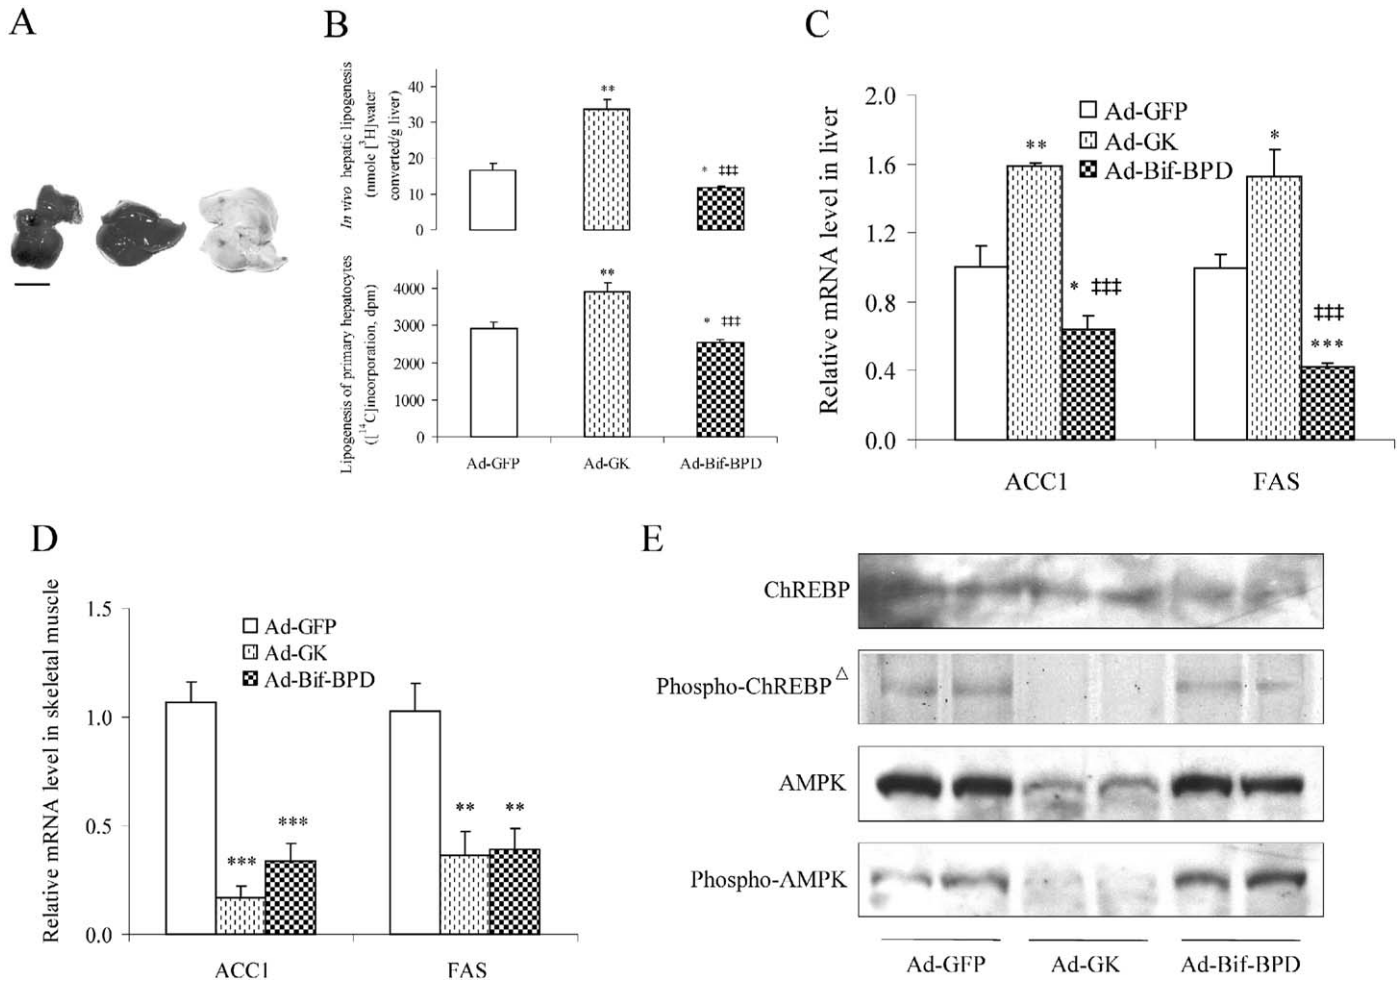 A
B
In vivo hepatic lipogenesis
(nmole [³H]water
converted/g liver)
40
30
20
10
0
**
* ‡‡‡
Lipogenesis of primary hepatocytes
([¹⁴C]incorporation, dpm)
4000
3000
2000
1000
0
**
* ‡‡‡
Ad-GFP Ad-GK Ad-Bif-BPD
C
Relative mRNA level in liver
2.0
1.6
1.2
0.8
0.4
0.0
Ad-GFP
Ad-GK
Ad-Bif-BPD
**
* ‡‡‡
*
‡‡‡
***
ACC1 FAS
D
Relative mRNA level in skeletal muscle
1.5
1.0
0.5
0.0
Ad-GFP
Ad-GK
Ad-Bif-BPD
***
***
**
**
ACC1 FAS
E
ChREBP
Phospho-ChREBP△
AMPK
Phospho-AMPK
Ad-GFP Ad-GK Ad-Bif-BPD